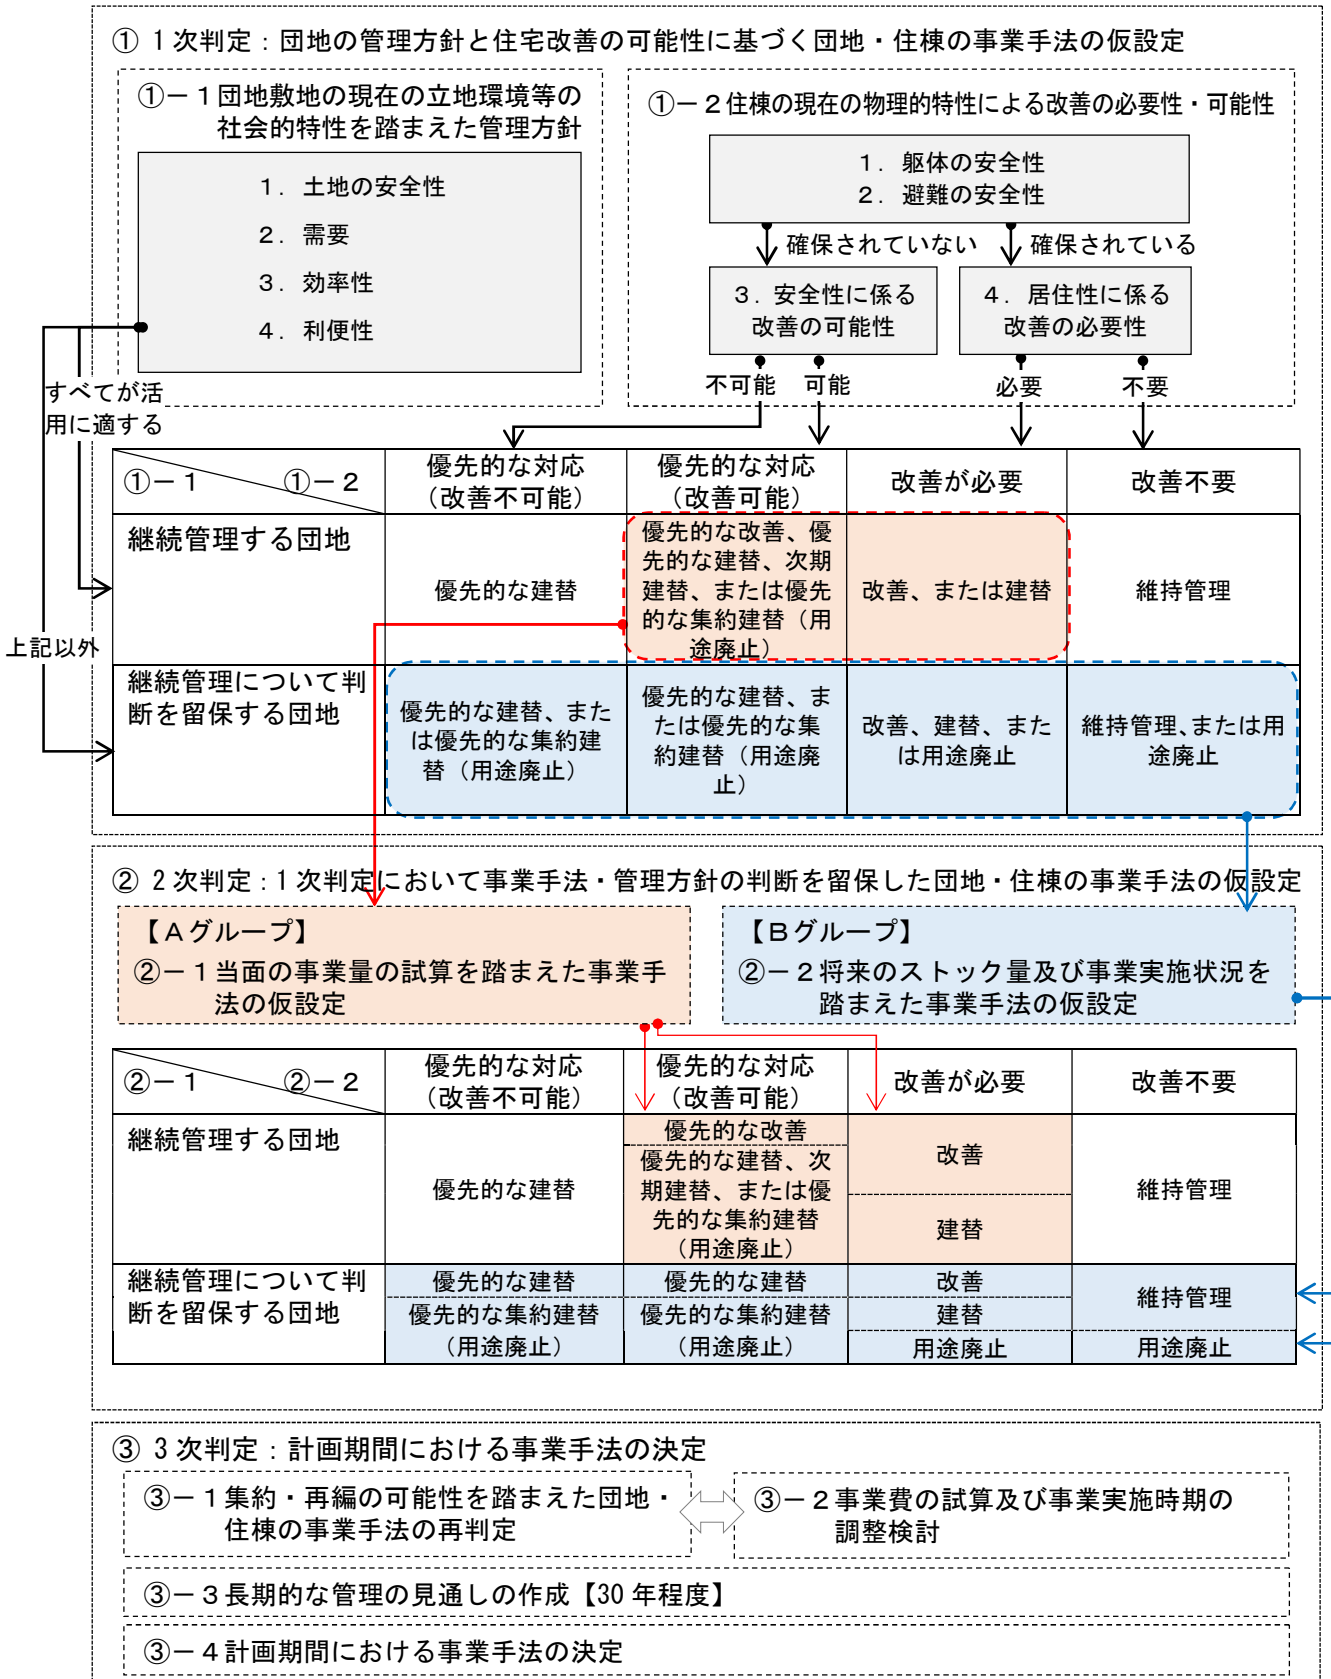 ① １次判定：団地の管理方針と住宅改善の可能性に基づく団地・住棟の事業手法の仮設定
①－１団地敷地の現在の立地環境等の
社会的特性を踏まえた管理方針
１．土地の安全性
２．需要
３．効率性
４．利便性
①－２住棟の現在の物理的特性による改善の必要性・可能性
１．躯体の安全性
２．避難の安全性
確保されていない
確保されている
３．安全性に係る
改善の可能性
４．居住性に係る
改善の必要性
不可能
可能
必要
不要
すべてが活
用に適する
上記以外
①－１
①－２
優先的な対応
（改善不可能）
優先的な対応
（改善可能）
改善が必要
改善不要
継続管理する団地
優先的な建替
優先的な改善、優
先的な建替、次期
建替、または優先
的な集約建替（用
途廃止）
改善、または建替
維持管理
継続管理について判
断を留保する団地
優先的な建替、また
は優先的な集約建
替（用途廃止）
優先的な建替、ま
たは優先的な集
約建替（用途廃
止）
改善、建替、また
は用途廃止
維持管理、または用
途廃止
② ２次判定：１次判定において事業手法・管理方針の判断を留保した団地・住棟の事業手法の仮設定
【Ａグループ】
②－１当面の事業量の試算を踏まえた事業手
法の仮設定
【Ｂグループ】
②－２将来のストック量及び事業実施状況を
踏まえた事業手法の仮設定
②－１
②－２
優先的な対応
（改善不可能）
優先的な対応
（改善可能）
改善が必要
改善不要
継続管理する団地
優先的な建替
優先的な改善
優先的な建替、次
期建替、または優
先的な集約建替
（用途廃止）
改善
建替
維持管理
継続管理について判
断を留保する団地
優先的な建替
優先的な集約建替
（用途廃止）
優先的な建替
優先的な集約建替
（用途廃止）
改善
建替
用途廃止
維持管理
用途廃止
③ ３次判定：計画期間における事業手法の決定
③－１集約・再編の可能性を踏まえた団地・
住棟の事業手法の再判定
③－２事業費の試算及び事業実施時期の
調整検討
③－３長期的な管理の見通しの作成【30 年程度】
③－４計画期間における事業手法の決定